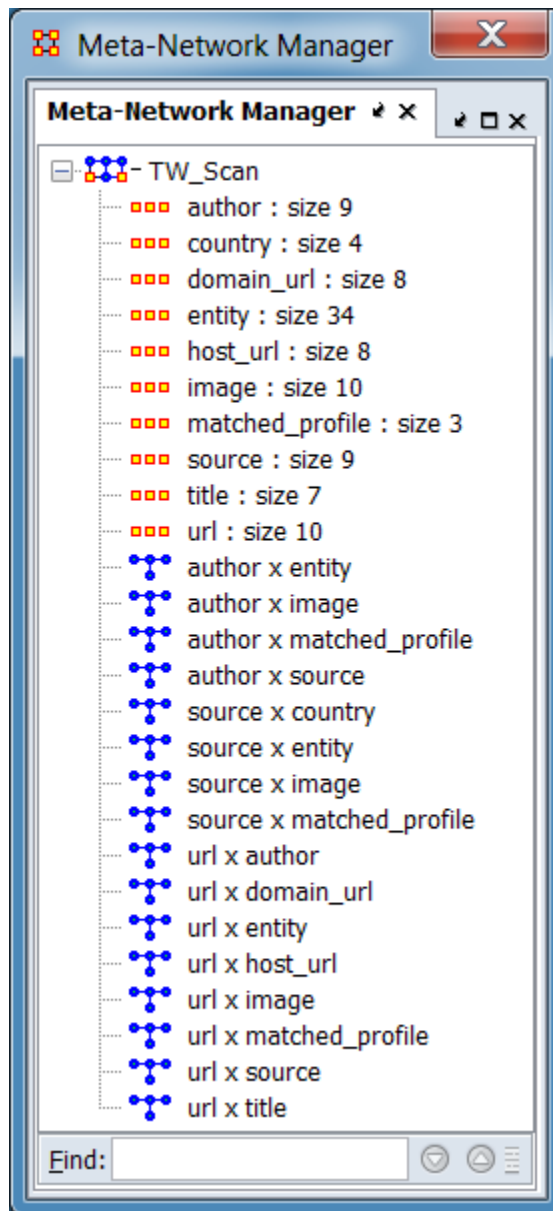 Meta-Network Manager
Meta-Network Manager
TW_Scan
author : size 9
country : size 4
domain_url : size 8
entity : size 34
host_url : size 8
image : size 10
matched_profile : size 3
source : size 9
title : size 7
url : size 10
author x entity
author x image
author x matched_profile
author x source
source x country
source x entity
source x image
source x matched_profile
url x author
url x domain_url
url x entity
url x host_url
url x image
url x matched_profile
url x source
url x title
Find: